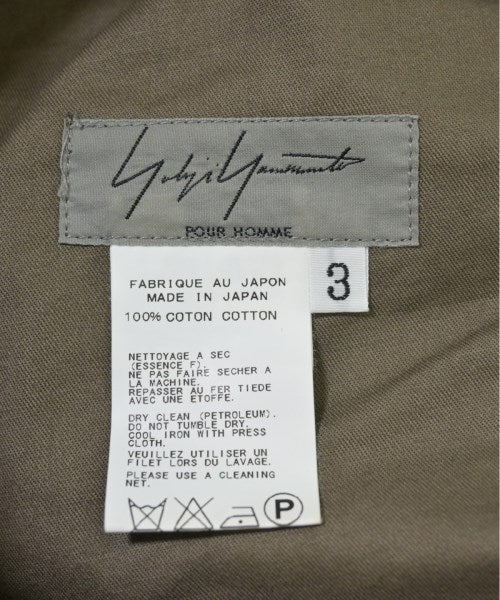 Yohji Yamamoto
POUR HOMME
3
FABRIQUE AU JAPON
MADE IN JAPAN
100% COTON COTTON
NETTOYAGE A SEC
(ESSENCE F).
NE PAS FAIRE SECHER A
LA MACHINE.
REPASSER AU FER TIEDE
AVEC UNE ETOFFE.
DRY CLEAN (PETROLEUM).
DO NOT TUMBLE DRY.
COOL IRON WITH PRESS
CLOTH.
VEUILLEZ UTILISER UN
FILET LORS DU LAVAGE.
PLEASE USE A CLEANING
NET.
P